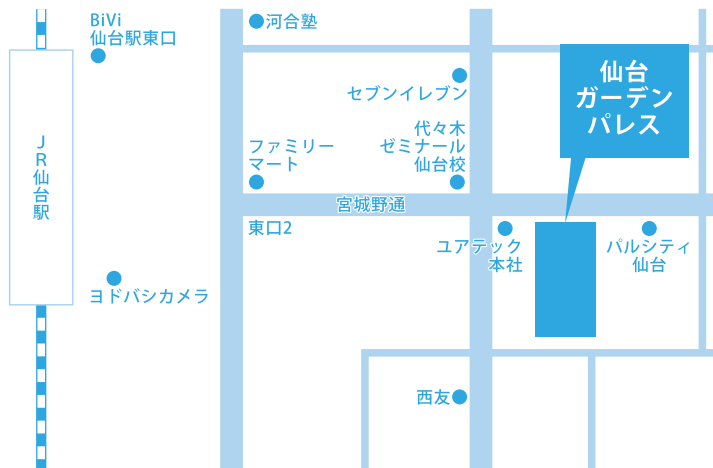 BiVi
仙台駅東口
河合塾
仙台
ガーデン
パレス
セブンイレブン
代々木
ゼミナール
仙台校
ファミリー
マート
JR仙台駅
宮城野通
東口2
ユアテック
本社
パルシティ
仙台
ヨドバシカメラ
西友